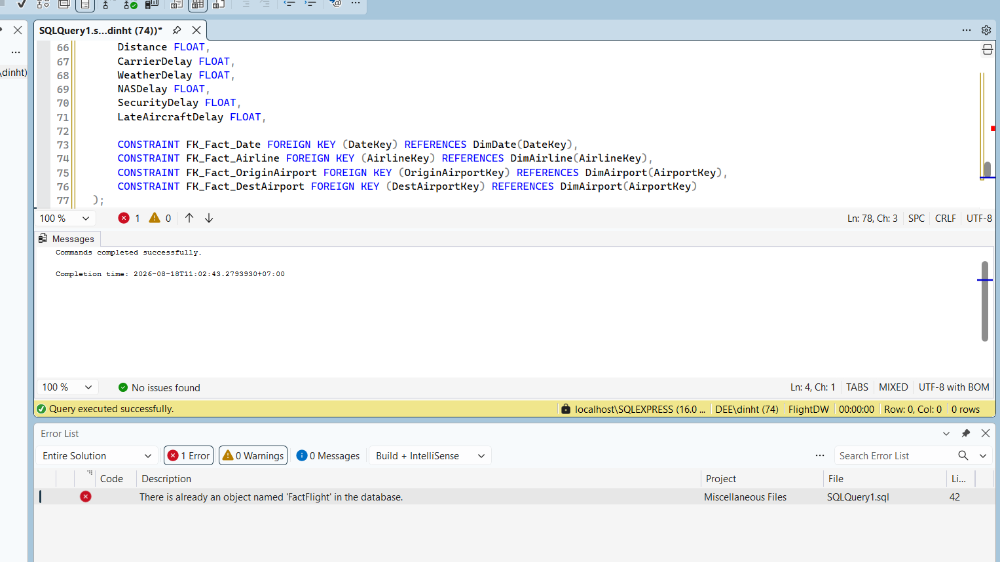 SQLQuery1.s...dinht (74))*
\dinht)
66 Distance FLOAT,
67 CarrierDelay FLOAT,
68 WeatherDelay FLOAT,
69 NASDelay FLOAT,
70 SecurityDelay FLOAT,
71 LateAircraftDelay FLOAT,
72
73 CONSTRAINT FK_Fact_Date FOREIGN KEY (DateKey) REFERENCES DimDate(DateKey),
74 CONSTRAINT FK_Fact_Airline FOREIGN KEY (AirlineKey) REFERENCES DimAirline(AirlineKey),
75 CONSTRAINT FK_Fact_OriginAirport FOREIGN KEY (OriginAirportKey) REFERENCES DimAirport(AirportKey),
76 CONSTRAINT FK_Fact_DestAirport FOREIGN KEY (DestAirportKey) REFERENCES DimAirport(AirportKey)
77 );
100 % 1 0 Ln: 78, Ch: 3 SPC CRLF UTF-8
Messages
Commands completed successfully.
Completion time: 2026-08-18T11:02:43.2793930+07:00
100 % No issues found Ln: 4, Ch: 1 TABS MIXED UTF-8 with BOM
Query executed successfully. localhost\SQLEXPRESS (16.0 ... DEE\dinht (74) FlightDW 00:00:00 Row: 0, Col: 0 0 rows
Error List
Entire Solution 1 Error 0 Warnings 0 Messages Build + IntelliSense Search Error List
Code Description Project File Li...
There is already an object named 'FactFlight' in the database. Miscellaneous Files SQLQuery1.sql 42